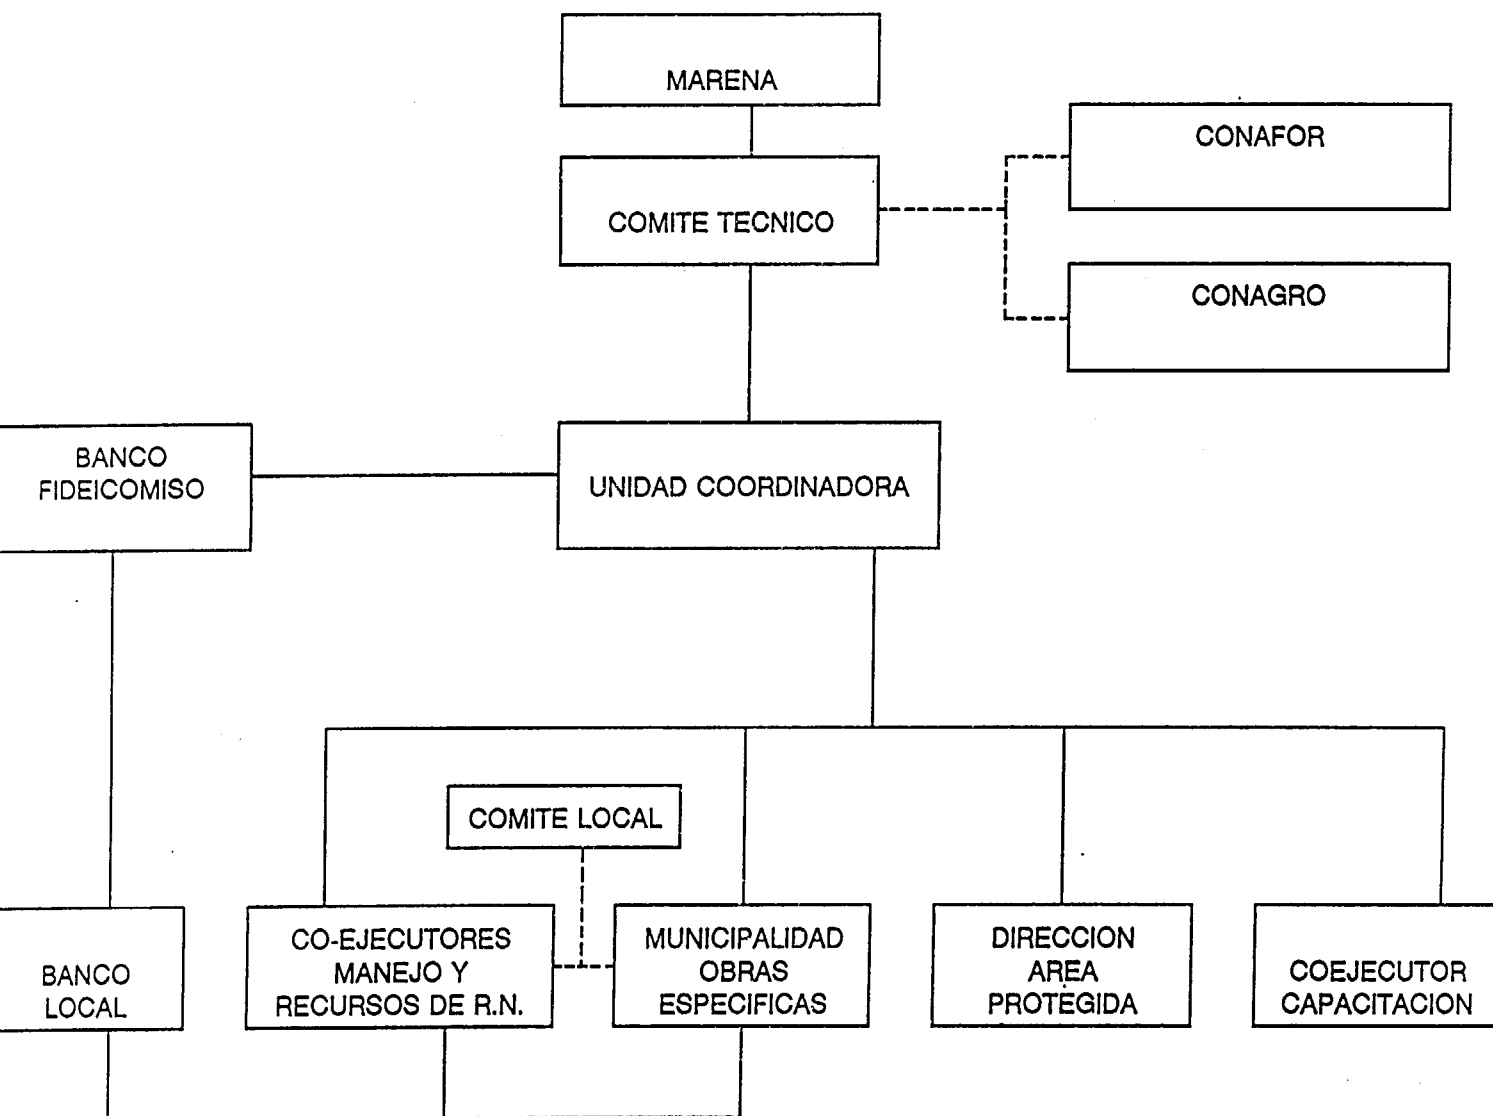 MARENA
CONAFOR
COMITE TECNICO
CONAGRO
BANCO
FIDEICOMISO
UNIDAD COORDINADORA
COMITE LOCAL
BANCO
LOCAL
CO-EJECUTORES
MANEJO Y
RECURSOS DE R.N.
MUNICIPALIDAD
OBRAS
ESPECIFICAS
DIRECCION
AREA
PROTEGIDA
COEJECUTOR
CAPACITACION